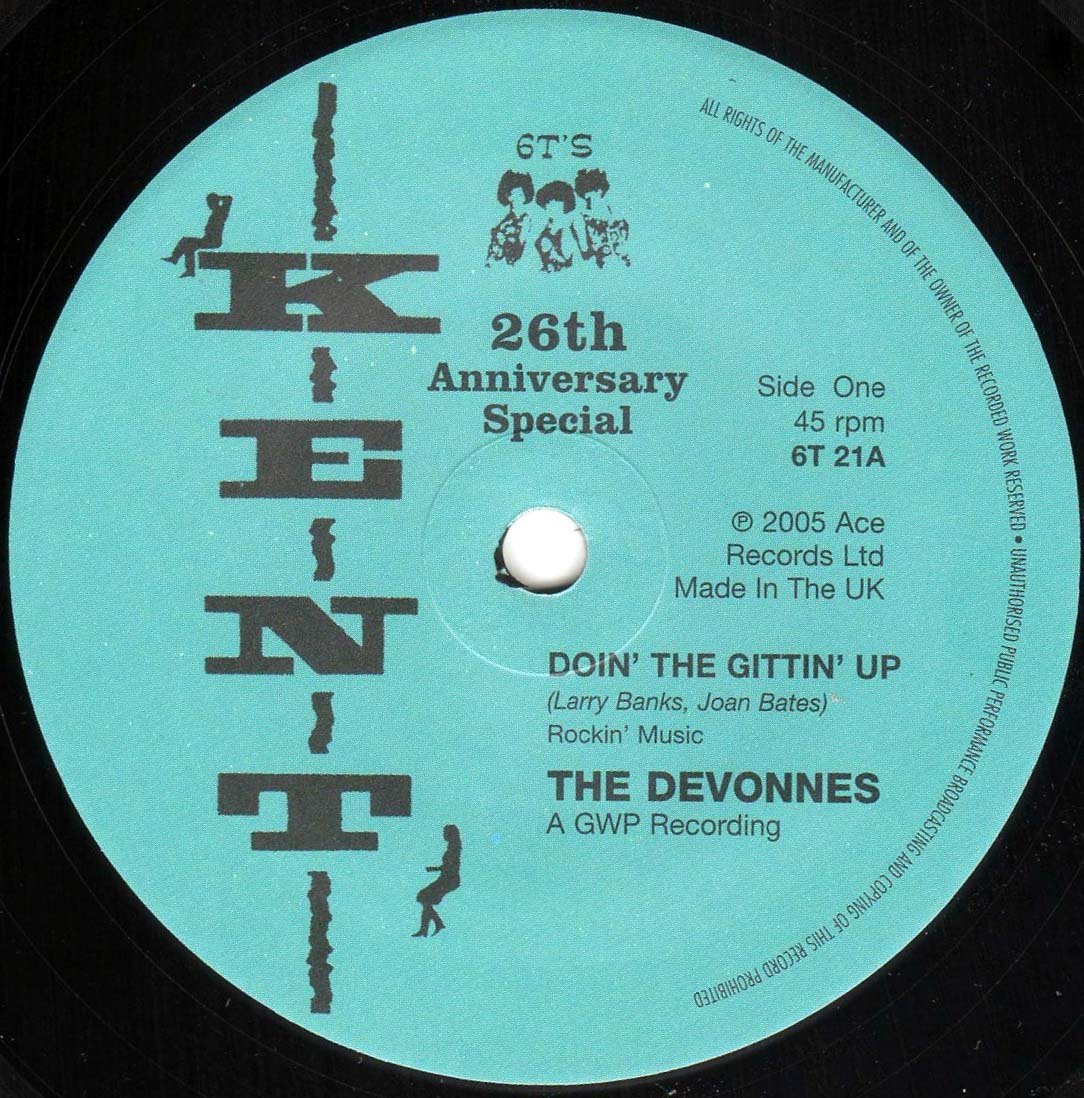 KENT
6T'S
26th
Anniversary
Special
Side One
45 rpm
6T 21A
℗ 2005 Ace
Records Ltd
Made In The UK
DOIN' THE GITTIN' UP
(Larry Banks, Joan Bates)
Rockin' Music
THE DEVONNES
A GWP Recording
ALL RIGHTS OF THE MANUFACTURER AND OF THE OWNER OF THE RECORDED WORK RESERVED • UNAUTHORISED PUBLIC PERFORMANCE BROADCASTING AND COPYING OF THIS RECORD PROHIBITED